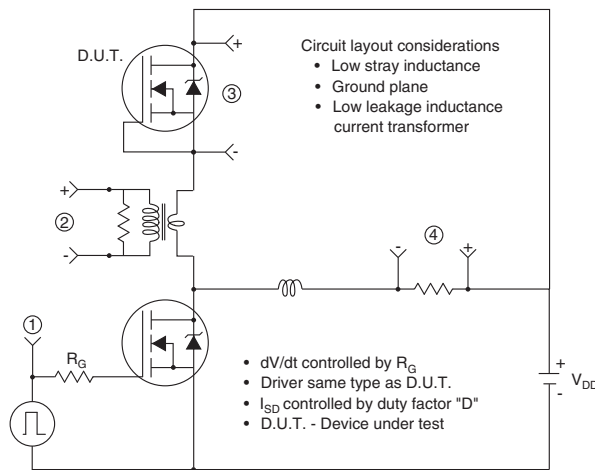 D.U.T.
+
③
-
Circuit layout considerations
• Low stray inductance
• Ground plane
• Low leakage inductance
current transformer
+
②
-
-
④
+
①
R_G
• dV/dt controlled by R_G
• Driver same type as D.U.T.
• I_SD controlled by duty factor "D"
• D.U.T. - Device under test
+
-
V_DD